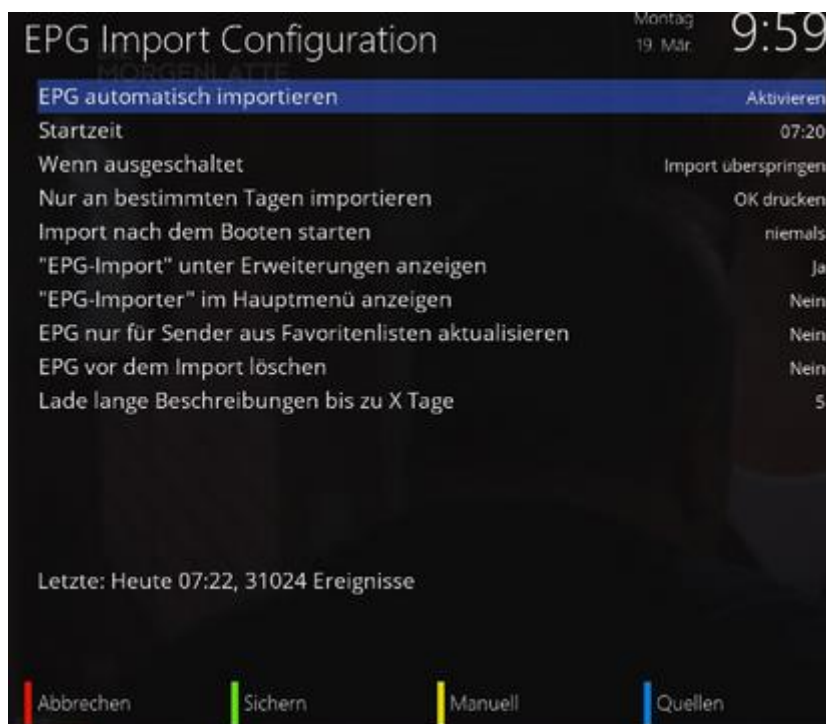 EPG Import Configuration
Montag
19. Mär.
9:59
MORGENLATTE
EPG automatisch importieren Aktivieren
Startzeit 07:20
Wenn ausgeschaltet Import überspringen
Nur an bestimmten Tagen importieren OK drücken
Import nach dem Booten starten niemals
"EPG-Import" unter Erweiterungen anzeigen Ja
"EPG-Importer" im Hauptmenü anzeigen Nein
EPG nur für Sender aus Favoritenlisten aktualisieren Nein
EPG vor dem Import löschen Nein
Lade lange Beschreibungen bis zu X Tage 5
Letzte: Heute 07:22, 31024 Ereignisse
Abbrechen Sichern Manuell Quellen